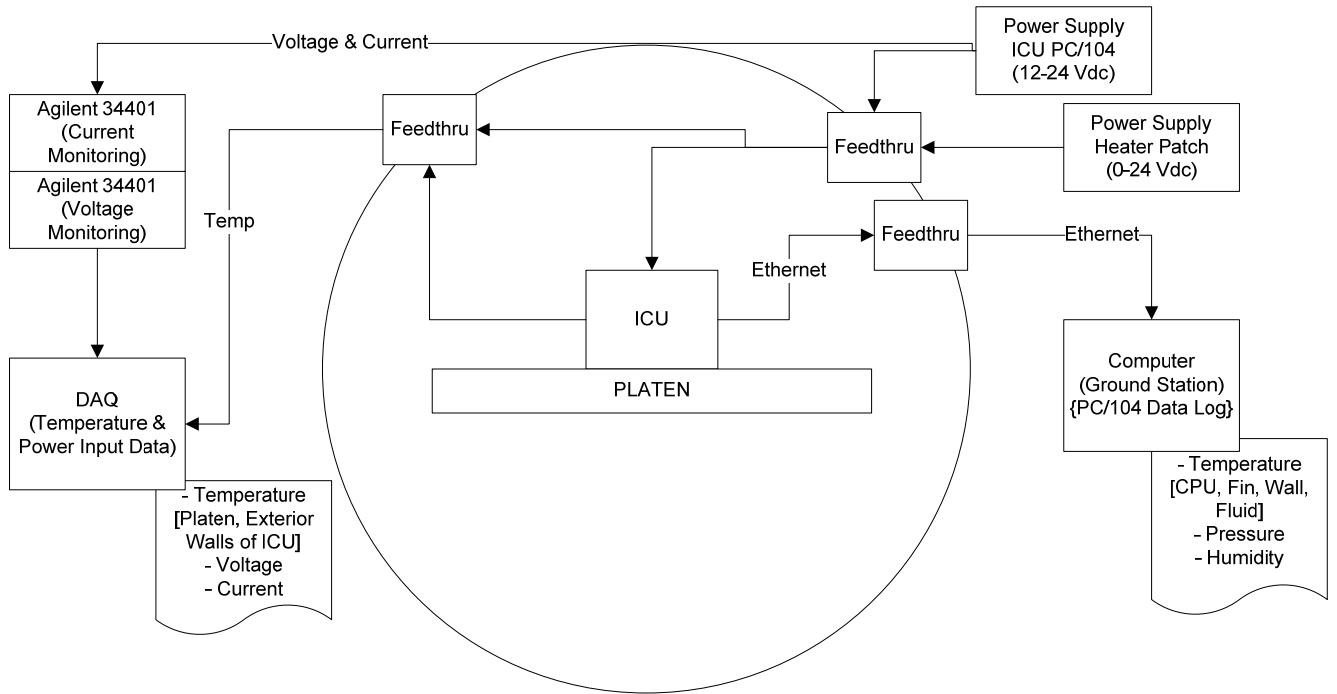 Power Supply
ICU PC/104
(12-24 Vdc)
Voltage & Current
Agilent 34401
(Current
Monitoring)
Agilent 34401
(Voltage
Monitoring)
Feedthru
Feedthru
Power Supply
Heater Patch
(0-24 Vdc)
Temp
Feedthru
Ethernet
Ethernet
ICU
PLATEN
DAQ
(Temperature &
Power Input Data)
- Temperature
[Platen, Exterior
Walls of ICU]
- Voltage
- Current
Computer
(Ground Station)
{PC/104 Data Log}
- Temperature
[CPU, Fin, Wall,
Fluid]
- Pressure
- Humidity